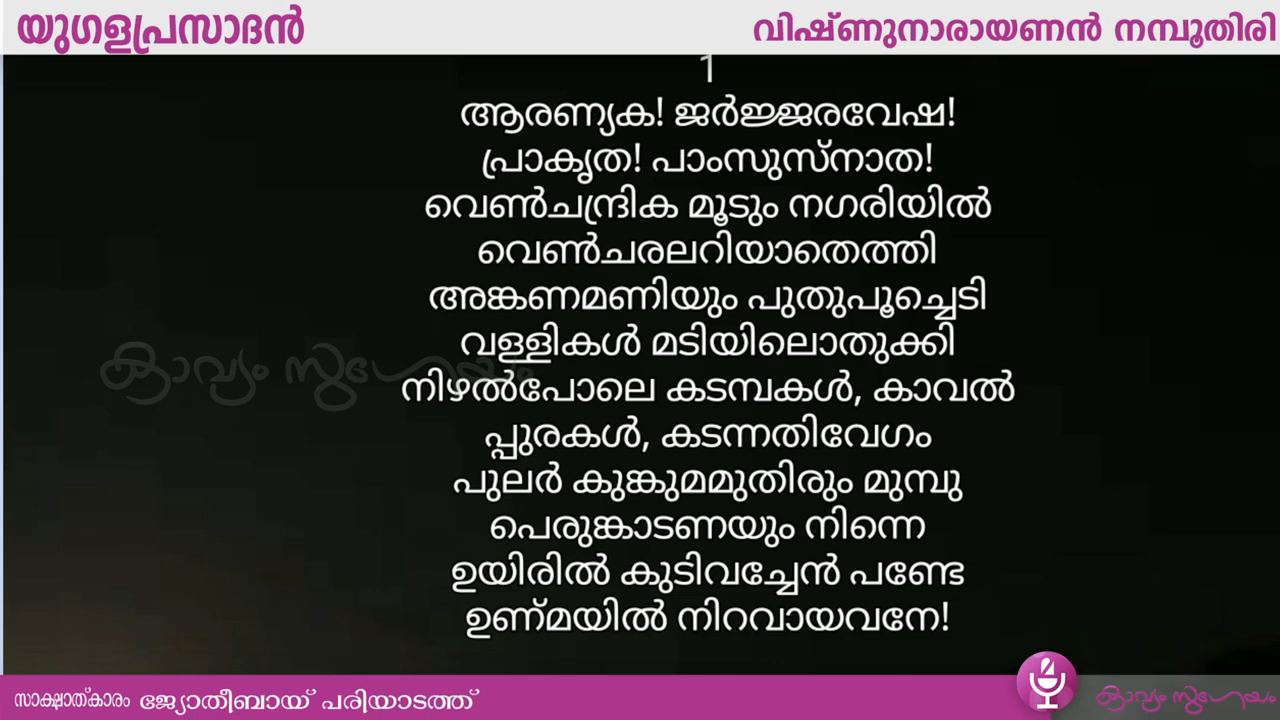 യുഗളപ്രസാദൻ
വിഷ്ണുനാരായണൻ നമ്പൂതിരി
1
ആരണ്യക! ജർജ്ജരവേഷ!
പ്രാകൃത! പാംസുസ്നാത!
വെൺചന്ദ്രിക മൂടും നഗരിയിൽ
വെൺചരലറിയാതെത്തി
അങ്കണമണിയും പുതുപൂച്ചെടി
വള്ളികൾ മടിയിലൊതുക്കി
നിഴൽപോലെ കടമ്പകൾ, കാവൽ
പ്പുരകൾ, കടന്നതിവേഗം
പുലർ കുങ്കുമമുതിരും മുമ്പു
പെരുങ്കാടണയും നിന്നെ
ഉയിരിൽ കുടിവച്ചേൻ പണ്ടേ
ഉണ്മയിൽ നിറവായവനേ!
കാവ്യം സുഗേയം
സാക്ഷാത്കാരം ജ്യോതീബായ് പരിയാടത്ത്
കാവ്യം സുഗേയം